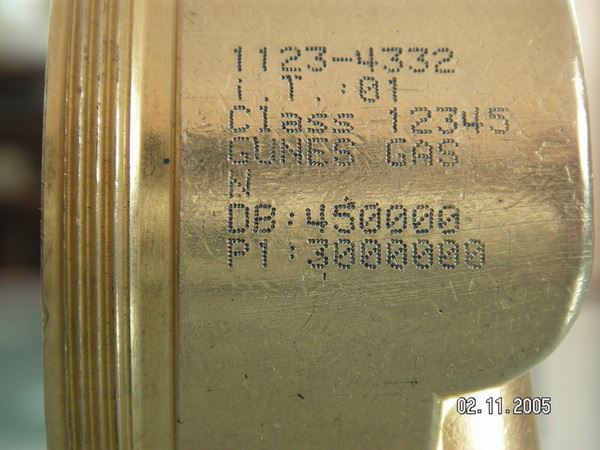 1123-4332
i.T.:01
Class 12345
GUNES GAS
N
DB:450000
P1:3000000
02.11.2005